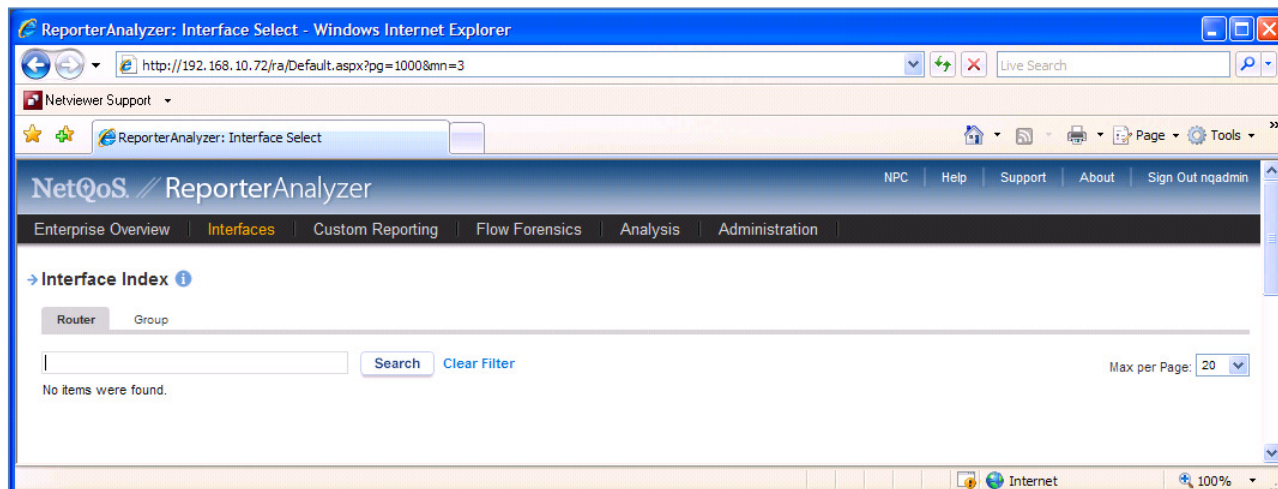 ReporterAnalyzer: Interface Select - Windows Internet Explorer
http://192.168.10.72/ra/Default.aspx?pg=1000&mn=3
Live Search
Netviewer Support
ReporterAnalyzer: Interface Select
Page
Tools
NetQoS. // ReporterAnalyzer
NPC | Help | Support | About | Sign Out nqadmin
Enterprise Overview | Interfaces | Custom Reporting | Flow Forensics | Analysis | Administration
Interface Index
Router Group
Search Clear Filter
Max per Page: 20
No items were found.
Internet
100%